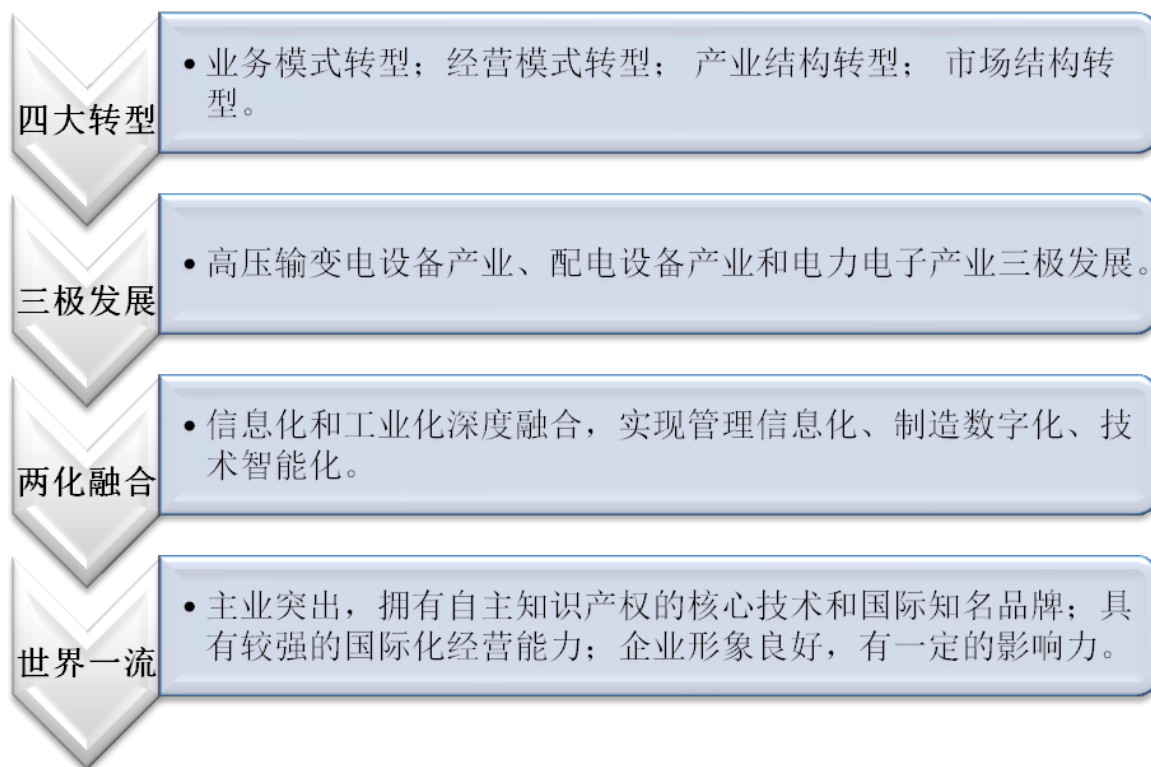 四大转型
• 业务模式转型；经营模式转型； 产业结构转型； 市场结构转
型。
三极发展
• 高压输变电设备产业、配电设备产业和电力电子产业三极发展。
两化融合
• 信息化和工业化深度融合，实现管理信息化、制造数字化、技
术智能化。
世界一流
• 主业突出，拥有自主知识产权的核心技术和国际知名品牌；具
有较强的国际化经营能力；企业形象良好，有一定的影响力。